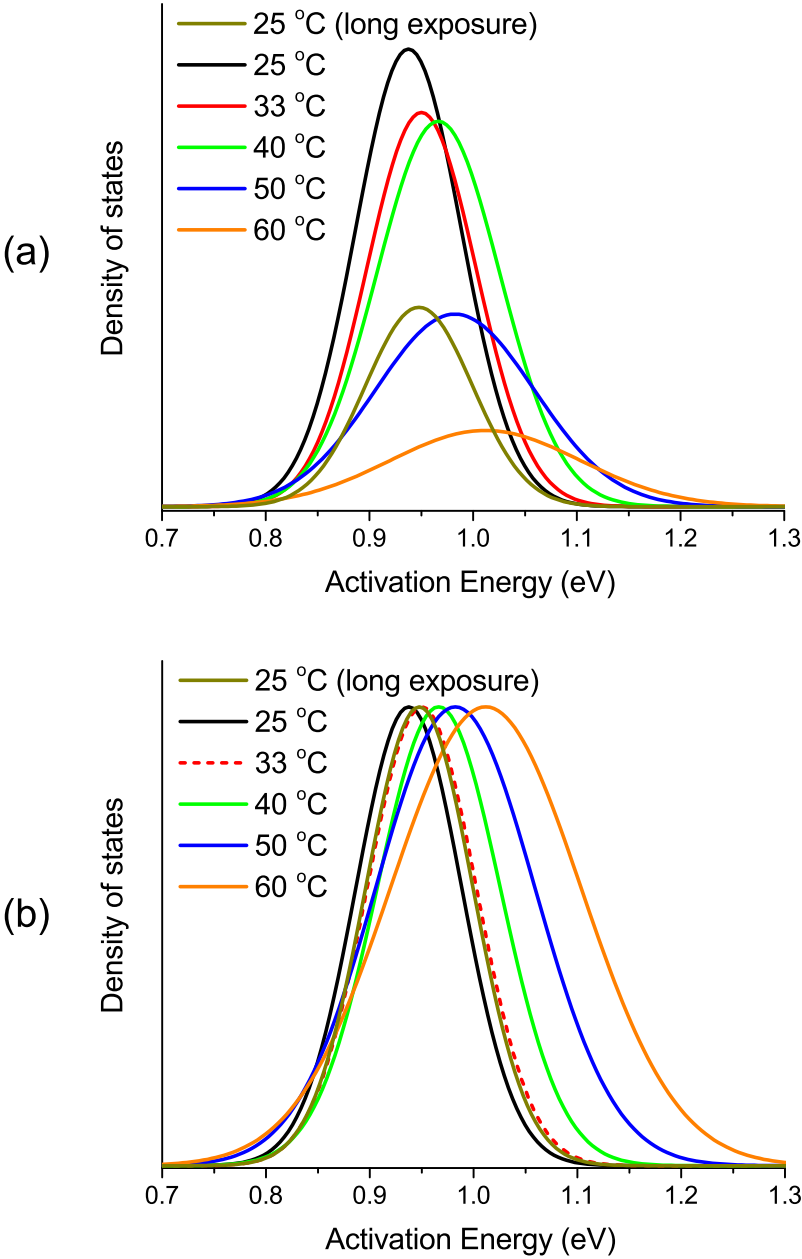 25 °C (long exposure)
25 °C
33 °C
40 °C
50 °C
60 °C
(a)
Density of states
0.7 0.8 0.9 1.0 1.1 1.2 1.3
Activation Energy (eV)
25 °C (long exposure)
25 °C
33 °C
40 °C
50 °C
60 °C
(b)
Density of states
0.7 0.8 0.9 1.0 1.1 1.2 1.3
Activation Energy (eV)